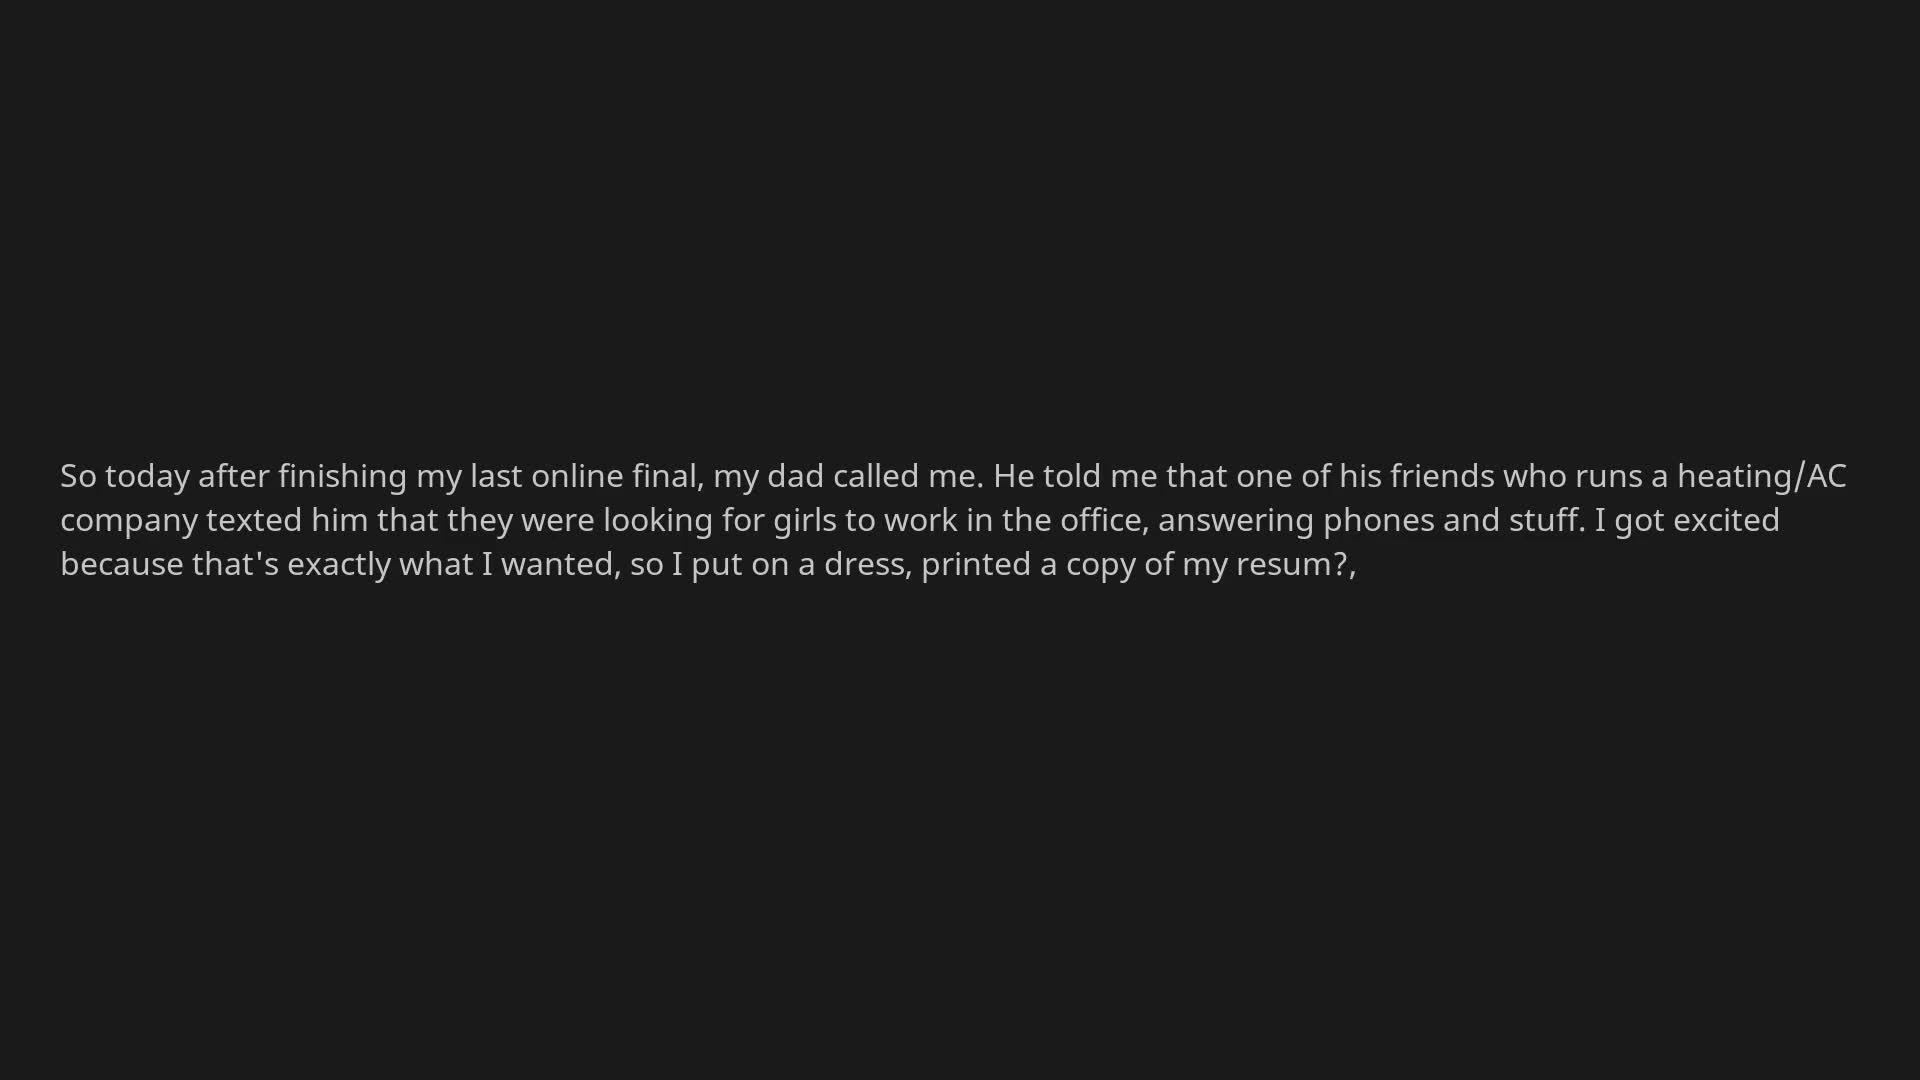 So today after finishing my last online final, my dad called me. He told me that one of his friends who runs a heating/AC
company texted him that they were looking for girls to work in the office, answering phones and stuff. I got excited
because that's exactly what I wanted, so I put on a dress, printed a copy of my resum?,